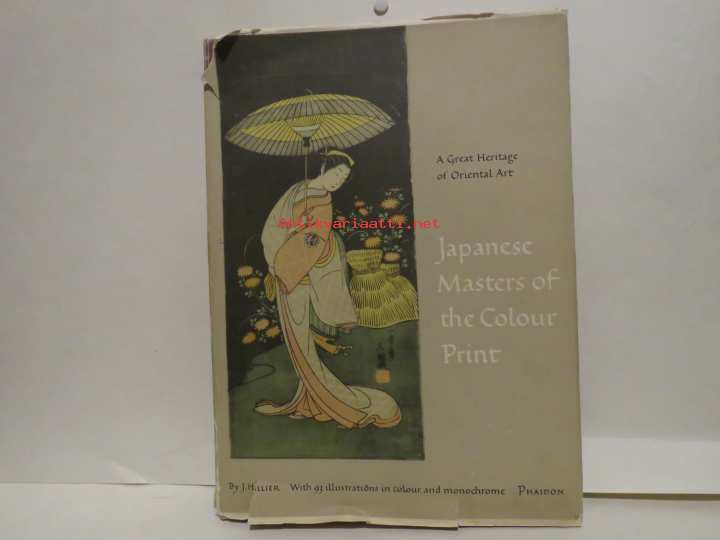 A Great Heritage
of Oriental Art
antikvariaatti.net
Japanese
Masters of
the Colour
Print
By J. HILLIER With 93 illustrations in colour and monochrome PHAIDON